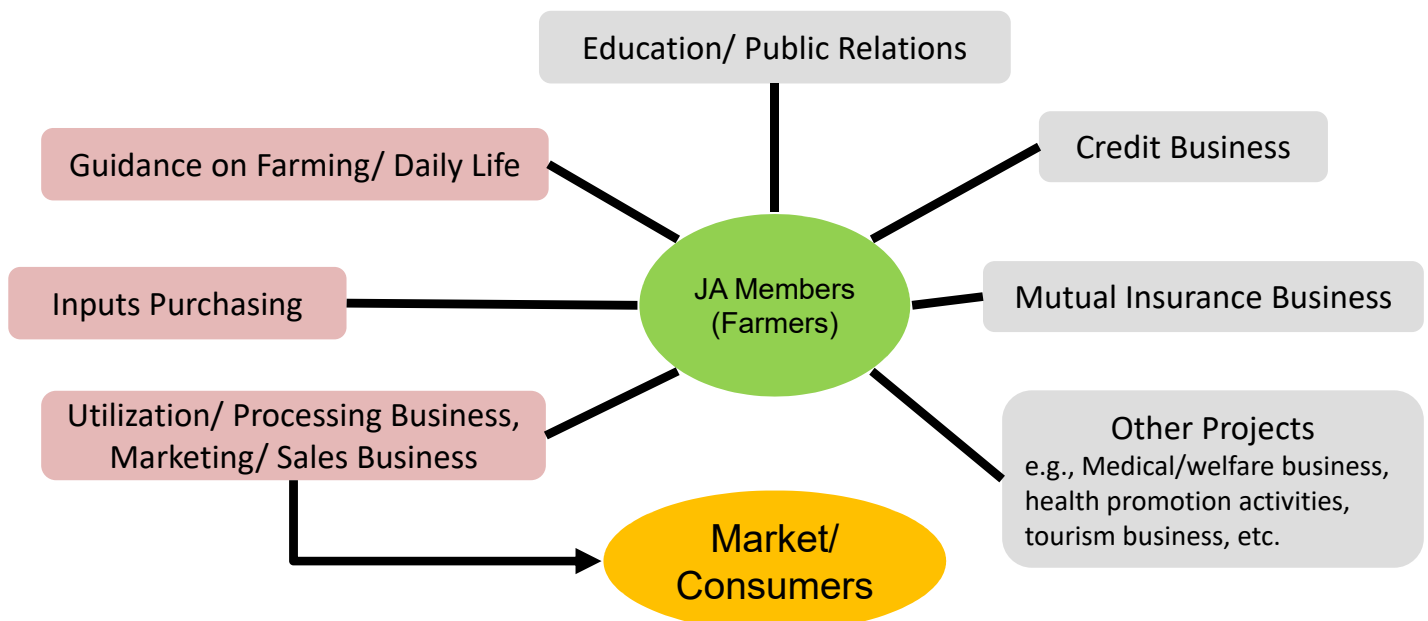 Education/ Public Relations
Guidance on Farming/ Daily Life
Credit Business
Inputs Purchasing
JA Members
(Farmers)
Mutual Insurance Business
Utilization/ Processing Business,
Marketing/ Sales Business
Other Projects
e.g., Medical/welfare business,
health promotion activities,
tourism business, etc.
Market/
Consumers